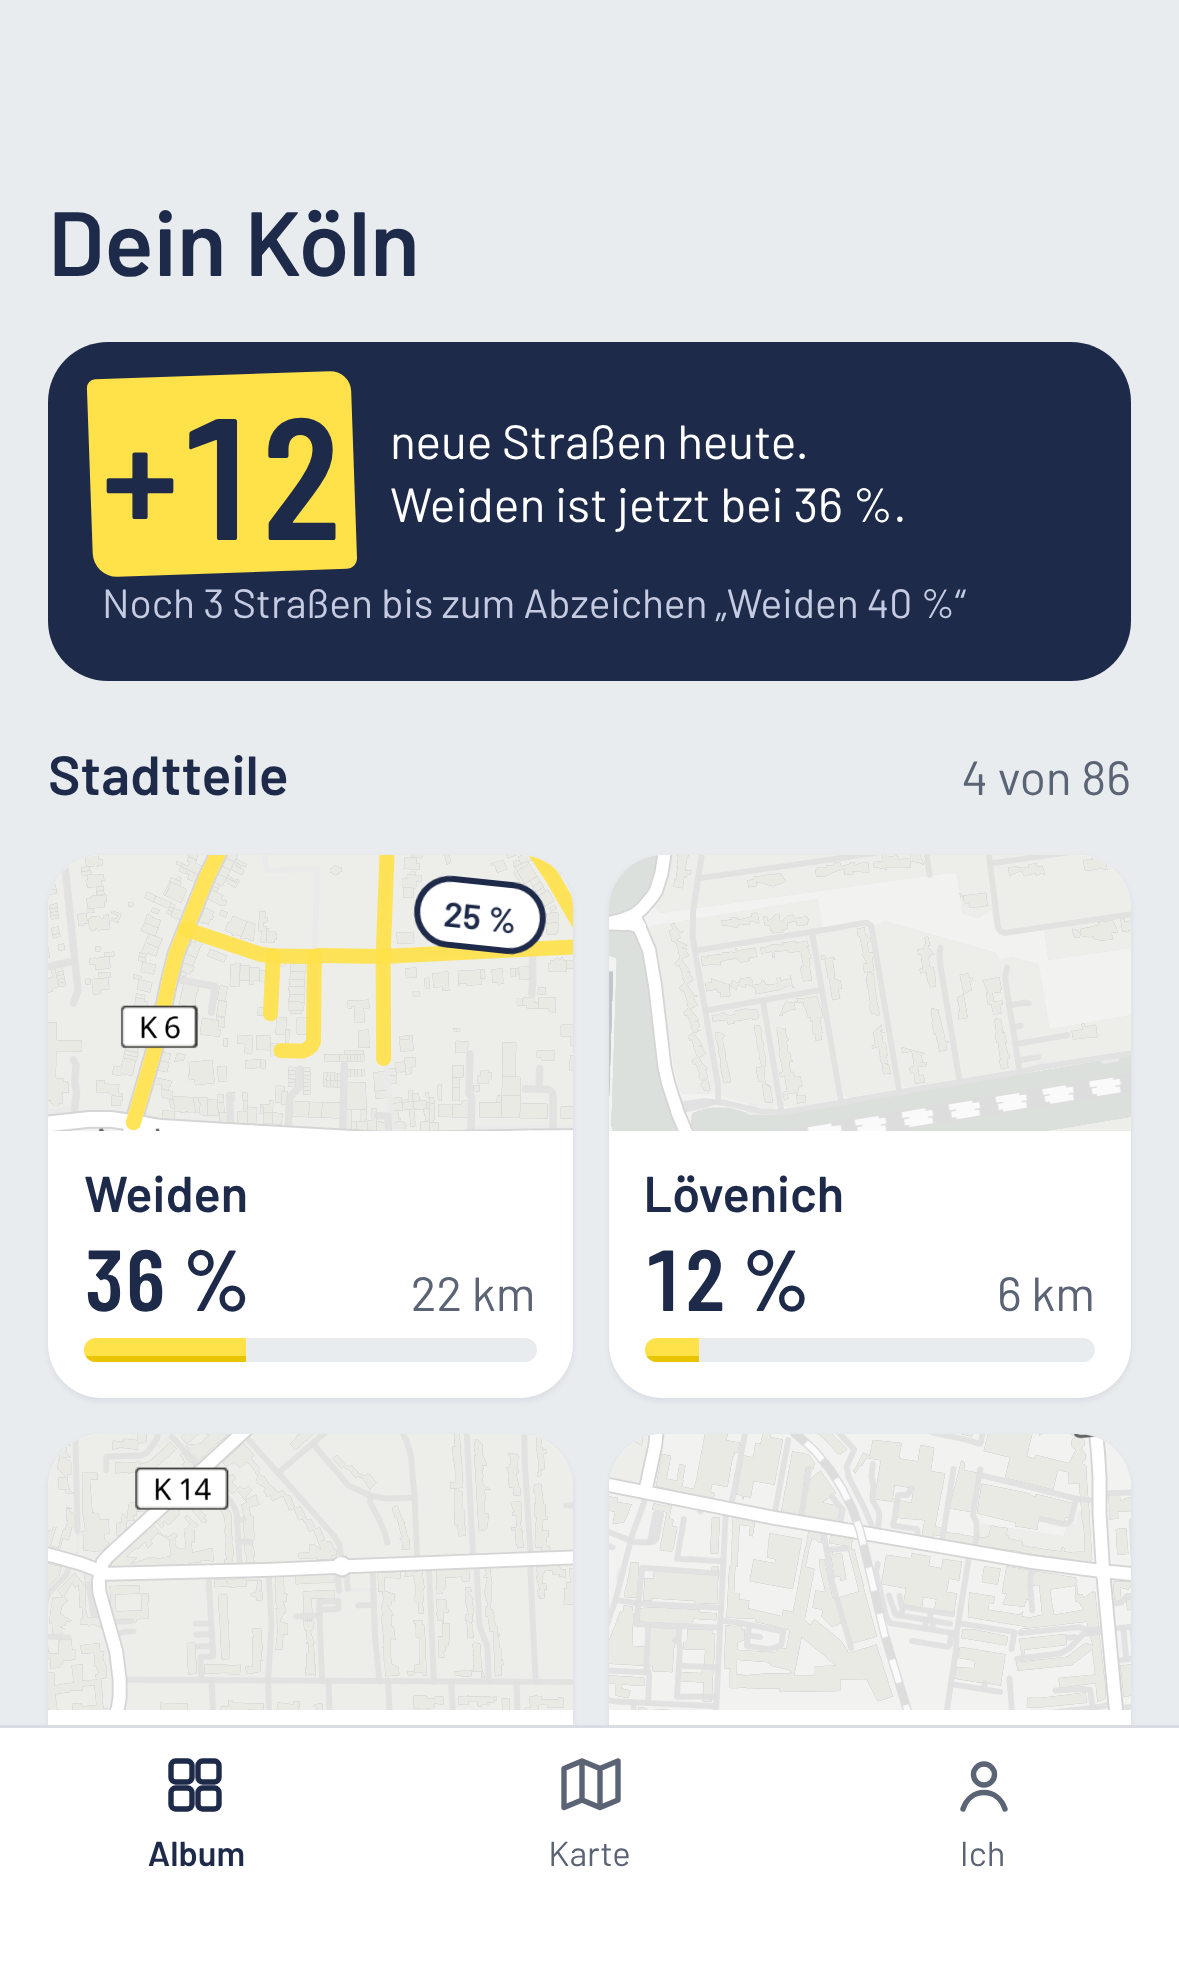 Dein Köln
+12
neue Straßen heute.
Weiden ist jetzt bei 36 %.
Noch 3 Straßen bis zum Abzeichen „Weiden 40 %“
Stadtteile
4 von 86
25 %
K 6
Weiden
36 %
22 km
Lövenich
12 %
6 km
K 14
Album
Karte
Ich